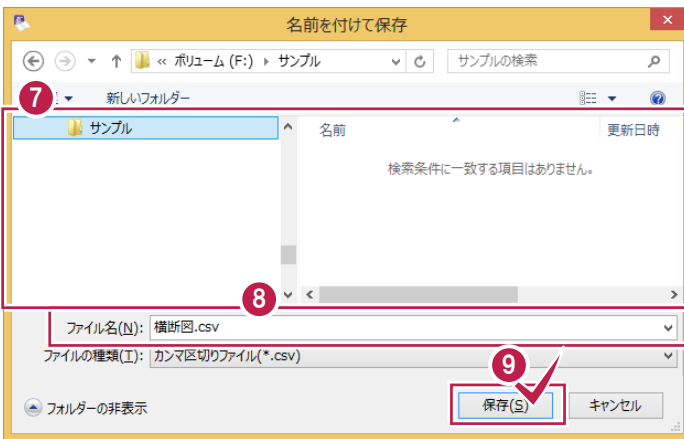 名前を付けて保存
« ボリューム (F:) ▸ サンプル サンプルの検索
7 新しいフォルダー
サンプル 名前 更新日時
検索条件に一致する項目はありません。
8
ファイル名(N): 横断図.csv
ファイルの種類(T): カンマ区切りファイル(*.csv)
9
フォルダーの非表示 保存(S) キャンセル